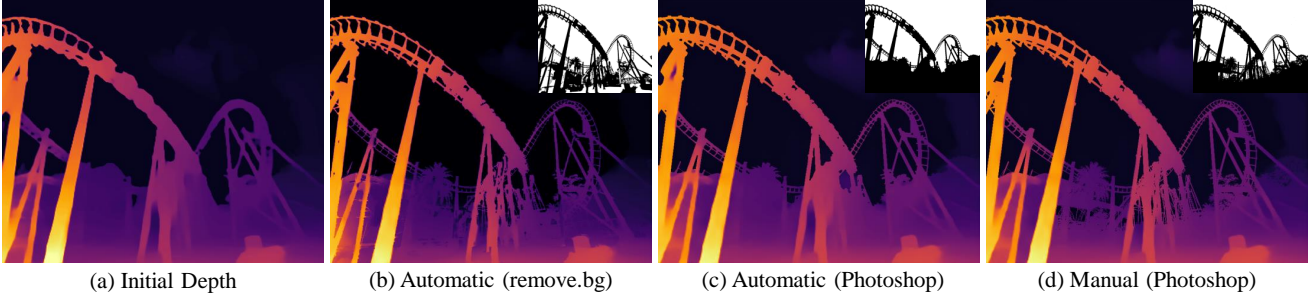 (a) Initial Depth
(b) Automatic (remove.bg)
(c) Automatic (Photoshop)
(d) Manual (Photoshop)